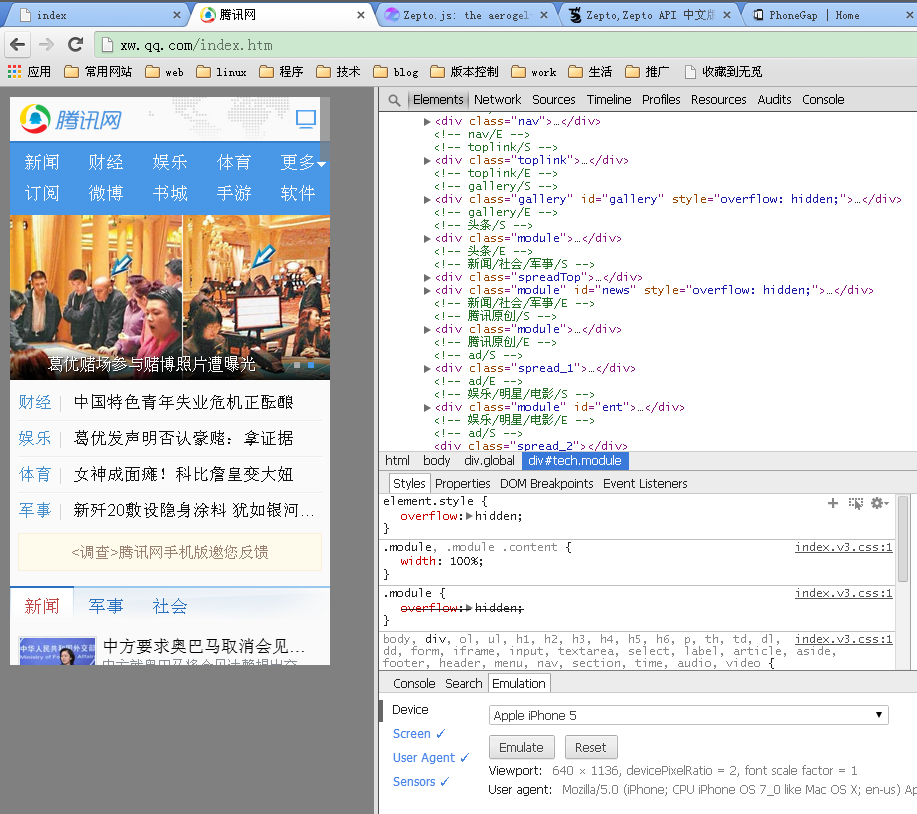 index
腾讯网
Zepto.js: the aerogel
Zepto,Zepto API 中文版
PhoneGap | Home
xw.qq.com/index.htm
应用 常用网站 web linux 程序 技术 blog 版本控制 work 生活 推广 收藏到无觅
腾讯网
新闻 财经 娱乐 体育 更多
订阅 微博 书城 手游 软件
葛优赌场参与赌博照片遭曝光
财经 中国特色青年失业危机正酝酿
娱乐 葛优发声明否认豪赌：拿证据
体育 女神成面瘫！科比詹皇变大妞
军事 新歼20敷设隐身涂料 犹如银河...
<调查>腾讯网手机版邀您反馈
新闻 军事 社会
中华人民共和国外交部
Ministry of Foreign Affairs
中方要求奥巴马取消会见...
Elements Network Sources Timeline Profiles Resources Audits Console
<div class="nav">…</div>
<!-- nav/E -->
<!-- toplink/S -->
<div class="toplink">…</div>
<!-- toplink/E -->
<!-- gallery/S -->
<div class="gallery" id="gallery" style="overflow: hidden;">…</div>
<!-- gallery/E -->
<!-- 头条/S -->
<div class="module">…</div>
<!-- 头条/E -->
<!-- 新闻/社会/军事/S -->
<div class="spreadTop">…</div>
<div class="module" id="news" style="overflow: hidden;">…</div>
<!-- 新闻/社会/军事/E -->
<!-- 腾讯原创/S -->
<div class="module">…</div>
<!-- 腾讯原创/E -->
<!-- ad/S -->
<div class="spread_1">…</div>
<!-- ad/E -->
<!-- 娱乐/明星/电影/S -->
<div class="module" id="ent">…</div>
<!-- 娱乐/明星/电影/E -->
<!-- ad/S -->
<div class="spread_2"></div>
html body div.global div#tech.module
Styles Properties DOM Breakpoints Event Listeners
element.style {
overflow: hidden;
}
.module, .module .content { index.v3.css:1
width: 100%;
}
.module { index.v3.css:1
overflow: hidden;
}
body, div, ol, ul, h1, h2, h3, h4, h5, h6, p, th, td, dl, index.v3.css:1
dd, form, iframe, input, textarea, select, label, article, aside,
footer, header, menu, nav, section, time, audio, video {
Console Search Emulation
Device
Apple iPhone 5
Screen ✓
User Agent ✓
Sensors ✓
Emulate Reset
Viewport: 640 × 1136, devicePixelRatio = 2, font scale factor = 1
User agent: Mozilla/5.0 (iPhone; CPU iPhone OS 7_0 like Mac OS X; en-us) Ap